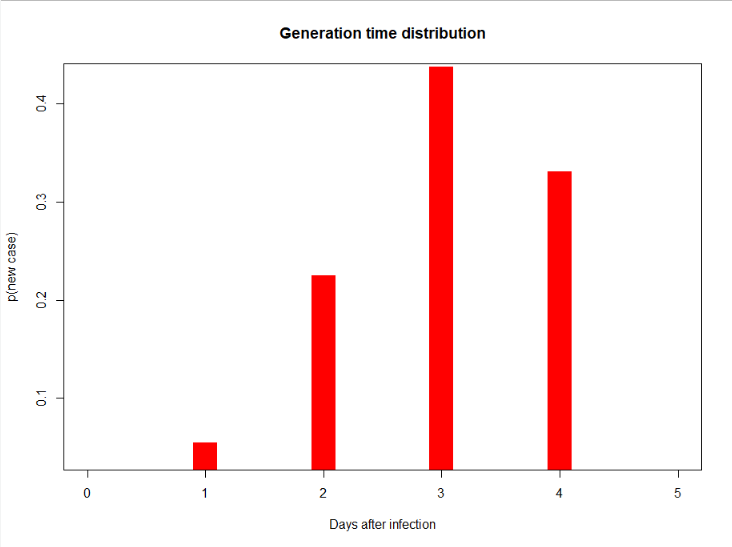 Generation time distribution
p(new case)
0.4
0.3
0.2
0.1
0 1 2 3 4 5
Days after infection